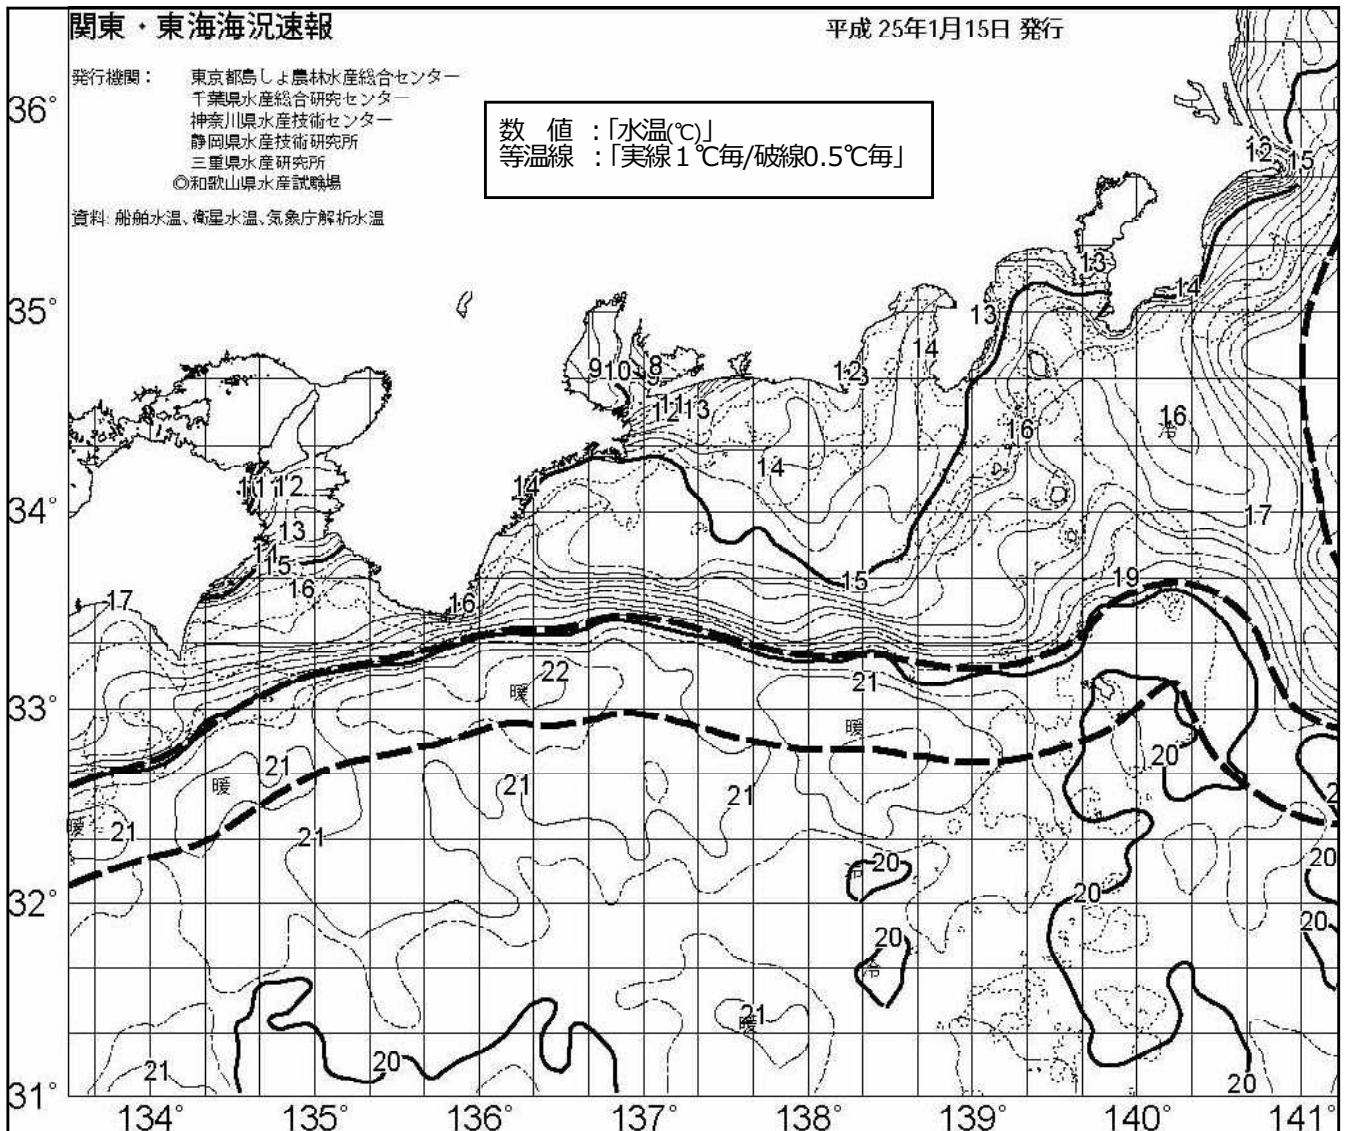 関東・東海海況速報
平成 25年1月15日 発行
発行機関： 東京都島しょ農林水産総合センター
千葉県水産総合研究センター
神奈川県水産技術センター
静岡県水産技術研究所
三重県水産研究所
◎和歌山県水産試験場
資料: 船舶水温、衛星水温、気象庁解析水温
数 値 ：「水温(℃)」
等温線 ：「実線１℃毎/破線0.5℃毎」
36°
12 15
13
35°
14
13
14
9 10 8
9
12
11 13
12
16
16
14
14
11 12
34°
13
17
15
15
16
19
17
16
22
暖
21
33°
暖
21
暖
20
21
21
暖 21
21
20
冷 20
32°
20
20
20
冷
21
暖
20
21
20
31°
134° 135° 136° 137° 138° 139° 140° 141°